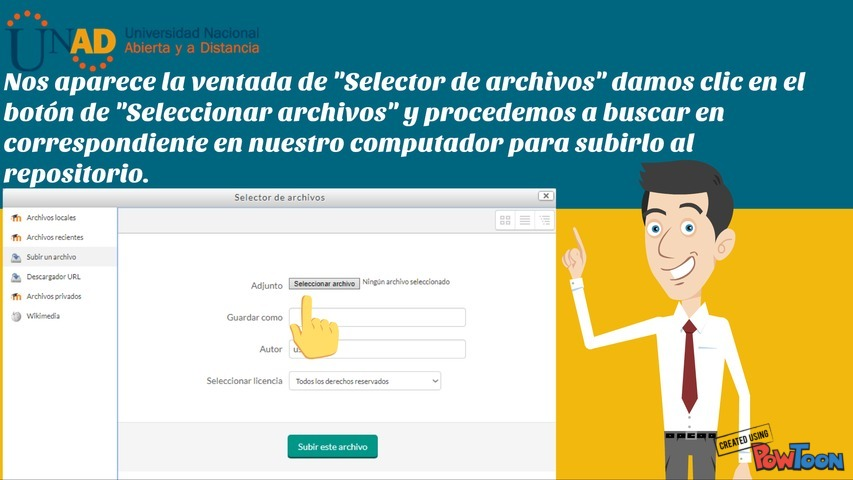 UNAD Universidad Nacional
Abierta y a Distancia
Nos aparece la ventada de "Selector de archivos" damos clic en el
botón de "Seleccionar archivos" y procedemos a buscar en
correspondiente en nuestro computador para subirlo al
repositorio.
Selector de archivos
Archivos locales
Archivos recientes
Subir un archivo
Descargador URL
Archivos privados
Wikimedia
Adjunto Seleccionar archivo Ningún archivo seleccionado
Guardar como
Autor
Seleccionar licencia Todos los derechos reservados
Subir este archivo
CREATED USING
POWTOON